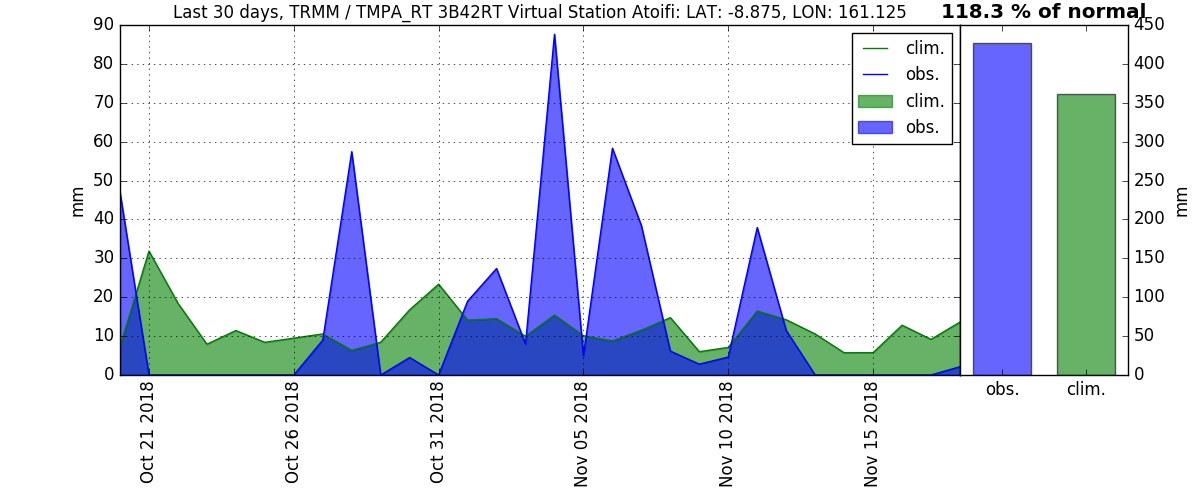 Last 30 days, TRMM / TMPA_RT 3B42RT Virtual Station Atoifi: LAT: -8.875, LON: 161.125
118.3 % of normal
90
80
70
60
50
40
30
20
10
0
mm
clim.
obs.
clim.
obs.
450
400
350
300
250
200
150
100
50
0
mm
Oct 21 2018
Oct 26 2018
Oct 31 2018
Nov 05 2018
Nov 10 2018
Nov 15 2018
obs.
clim.